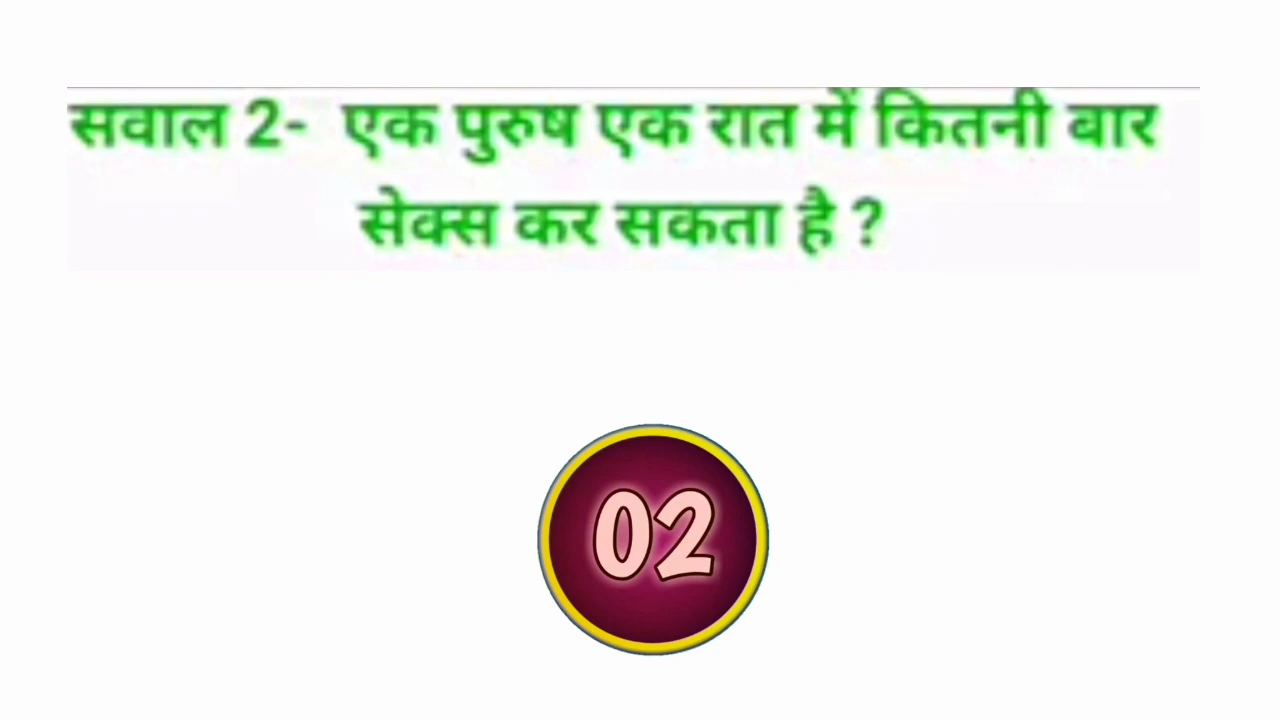 सवाल 2- एक पुरुष एक रात में कितनी बार
सेक्स कर सकता है ?
02